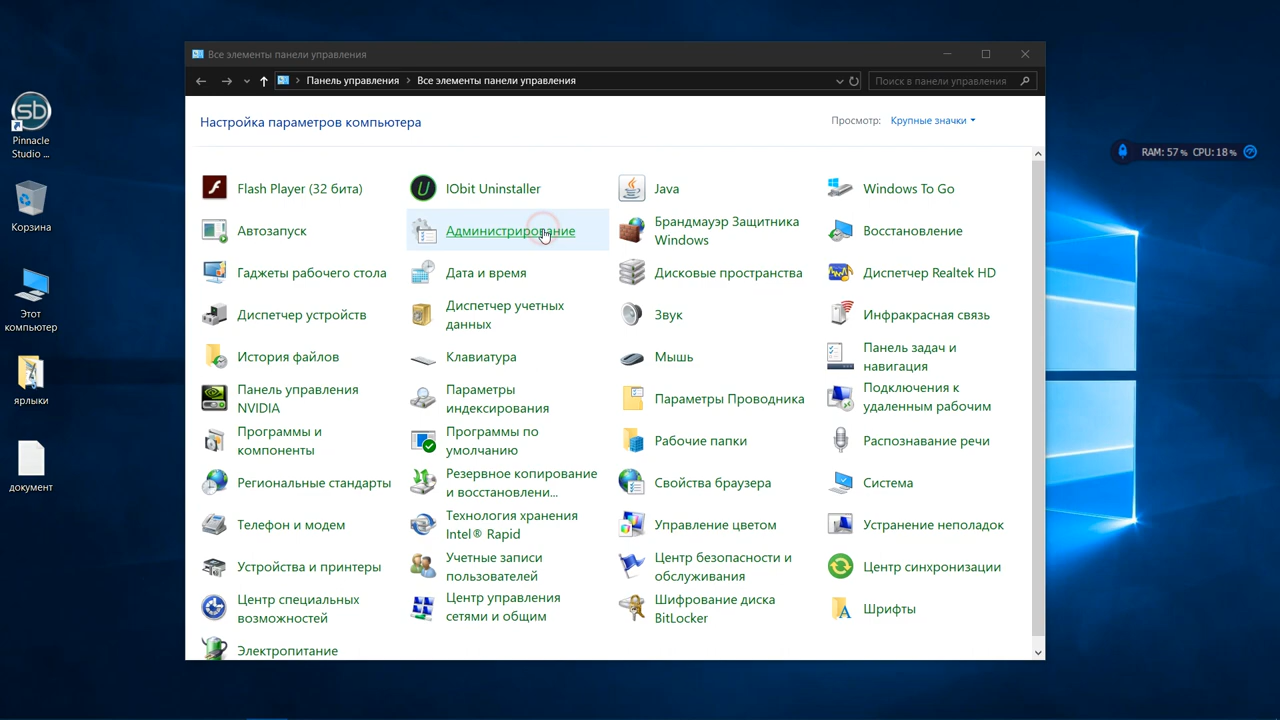 Все элементы панели управления
Панель управления
Все элементы панели управления
Поиск в панели управления
Настройка параметров компьютера
Просмотр:
Крупные значки
Flash Player (32 бита)
IObit Uninstaller
Java
Windows To Go
Автозапуск
Администрирование
Брандмауэр Защитника
Windows
Восстановление
Гаджеты рабочего стола
Дата и время
Дисковые пространства
Диспетчер Realtek HD
Диспетчер устройств
Диспетчер учетных
данных
Звук
Инфракрасная связь
История файлов
Клавиатура
Мышь
Панель задач и
навигация
Панель управления
NVIDIA
Параметры
индексирования
Параметры Проводника
Подключения к
удаленным рабочим
Программы и
компоненты
Программы по
умолчанию
Рабочие папки
Распознавание речи
Региональные стандарты
Резервное копирование
и восстановлени...
Свойства браузера
Система
Телефон и модем
Технология хранения
Intel® Rapid
Управление цветом
Устранение неполадок
Устройства и принтеры
Учетные записи
пользователей
Центр безопасности и
обслуживания
Центр синхронизации
Центр специальных
возможностей
Центр управления
сетями и общим
Шифрование диска
BitLocker
Шрифты
Электропитание
sb
Pinnacle
Studio ...
Корзина
Этот
компьютер
ярлыки
документ
RAM: 57 % CPU: 18 %